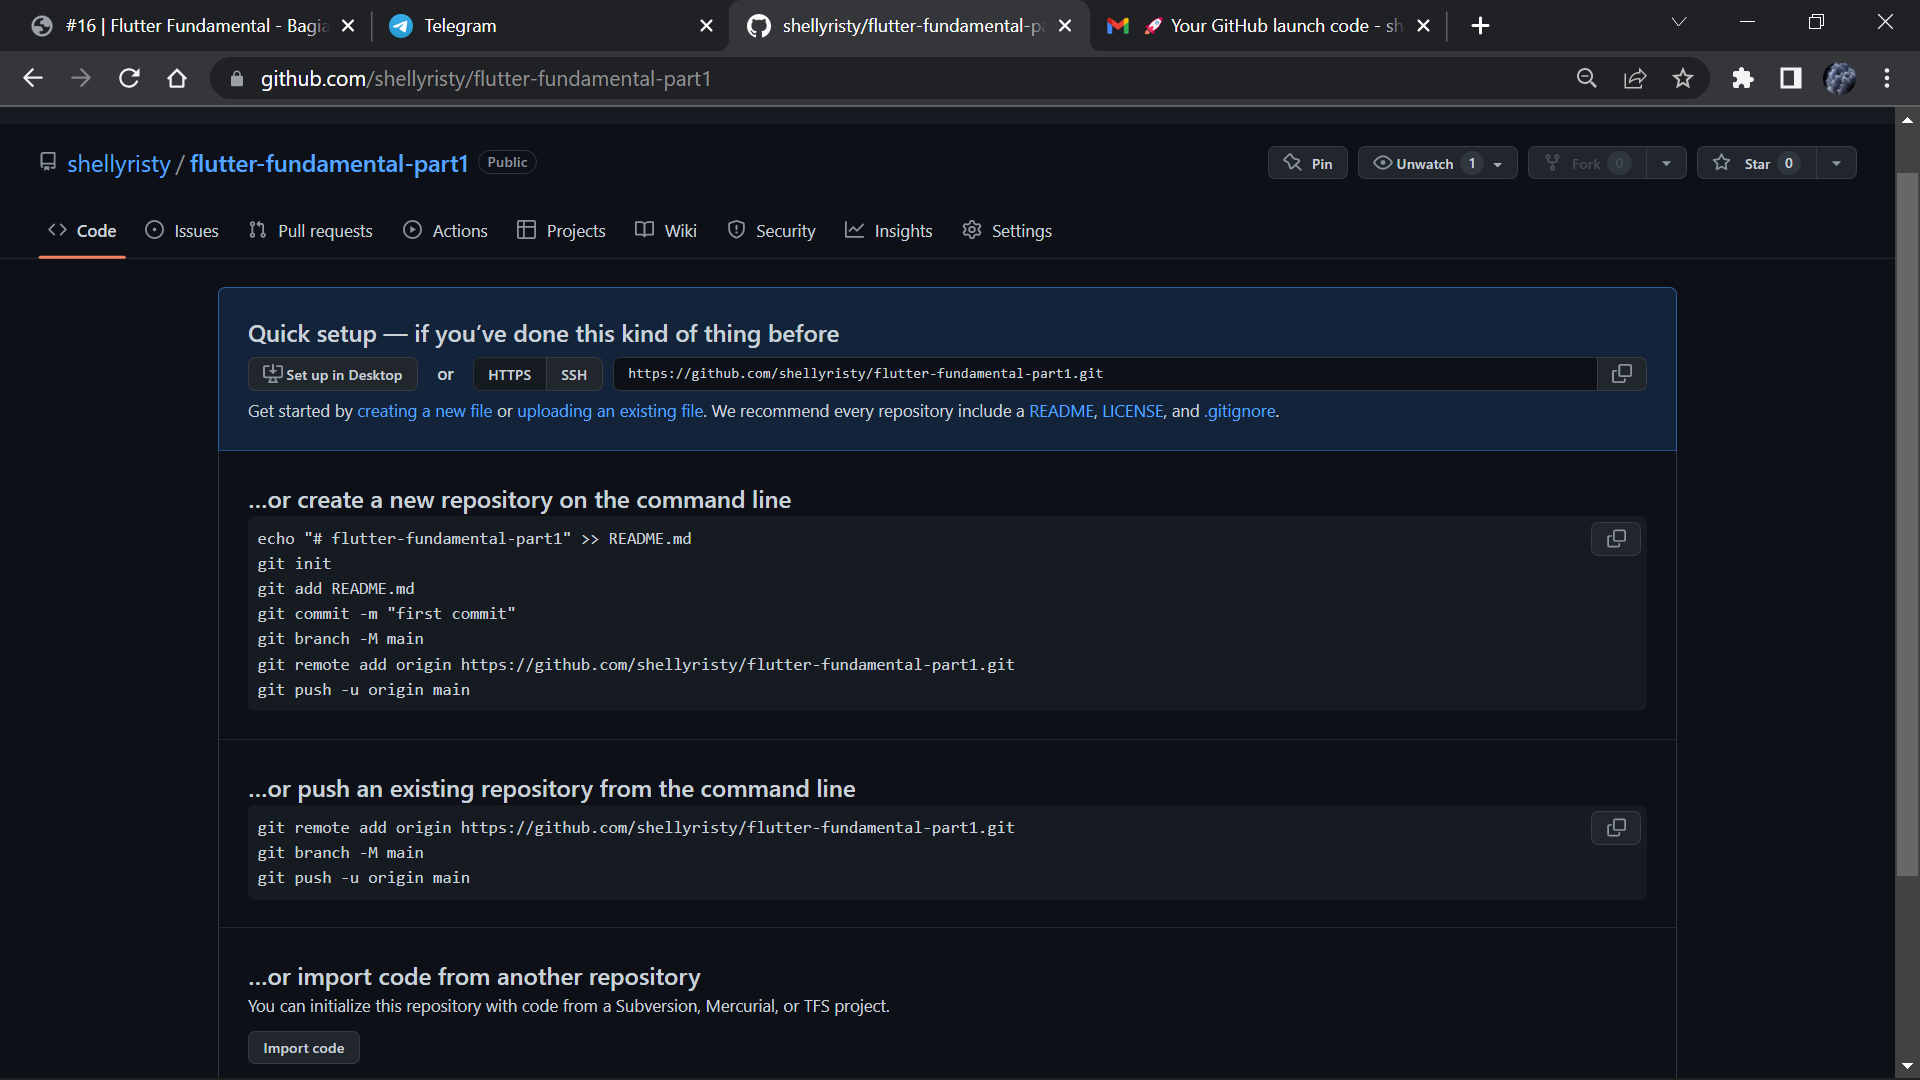 #16 | Flutter Fundamental - Bagia
Telegram
shellyristy/flutter-fundamental-pa
🚀 Your GitHub launch code - sh
github.com/shellyristy/flutter-fundamental-part1
shellyristy / flutter-fundamental-part1 Public
Pin
Unwatch 1
Fork 0
Star 0
Code
Issues
Pull requests
Actions
Projects
Wiki
Security
Insights
Settings
Quick setup — if you’ve done this kind of thing before
Set up in Desktop or HTTPS SSH https://github.com/shellyristy/flutter-fundamental-part1.git
Get started by creating a new file or uploading an existing file. We recommend every repository include a README, LICENSE, and .gitignore.
…or create a new repository on the command line
echo "# flutter-fundamental-part1" >> README.md
git init
git add README.md
git commit -m "first commit"
git branch -M main
git remote add origin https://github.com/shellyristy/flutter-fundamental-part1.git
git push -u origin main
…or push an existing repository from the command line
git remote add origin https://github.com/shellyristy/flutter-fundamental-part1.git
git branch -M main
git push -u origin main
…or import code from another repository
You can initialize this repository with code from a Subversion, Mercurial, or TFS project.
Import code